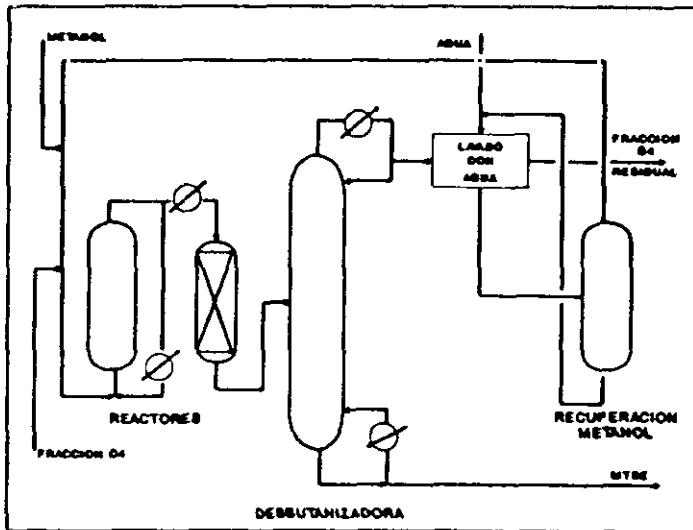 METANOL
AGUA
FRACCION
C4
RESIDUAL
LAVADO
CON
AGUA
REACTORES
RECUPERACION
METANOL
FRACCION C4
MTBE
DESBUTANIZADORA